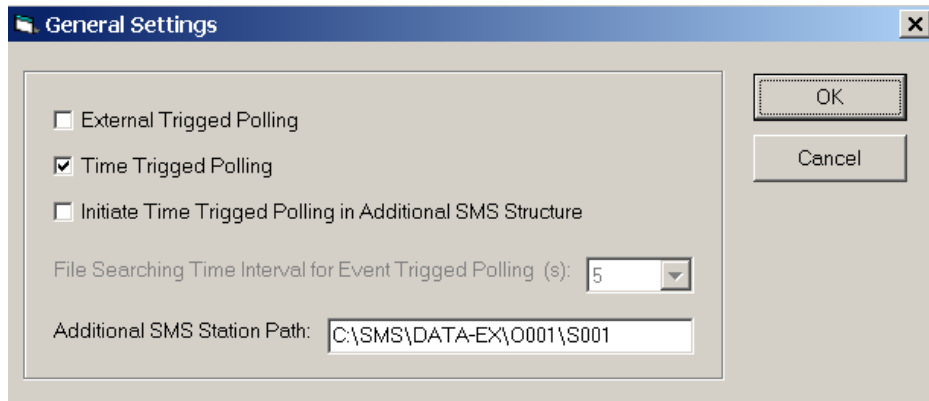 General Settings
External Trigged Polling
OK
Time Trigged Polling
Cancel
Initiate Time Trigged Polling in Additional SMS Structure
File Searching Time Interval for Event Trigged Polling (s): 5
Additional SMS Station Path: C:\SMS\DATA-EX\O001\S001